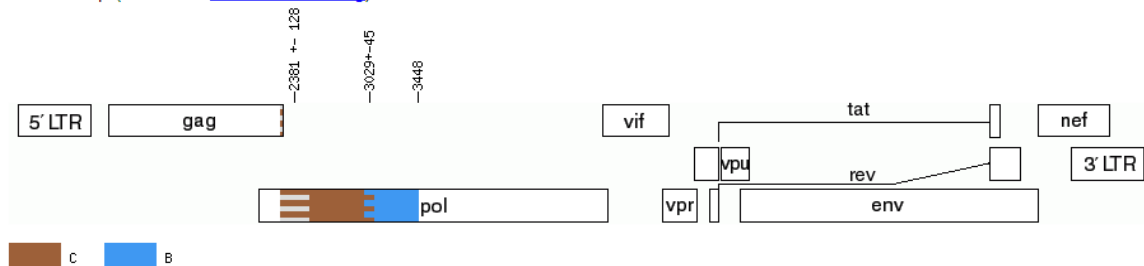 2381 +- 128
3029+-45
3448
5´ LTR
gag
vif
tat
nef
vpu
3´ LTR
rev
pol
vpr
env
C
B